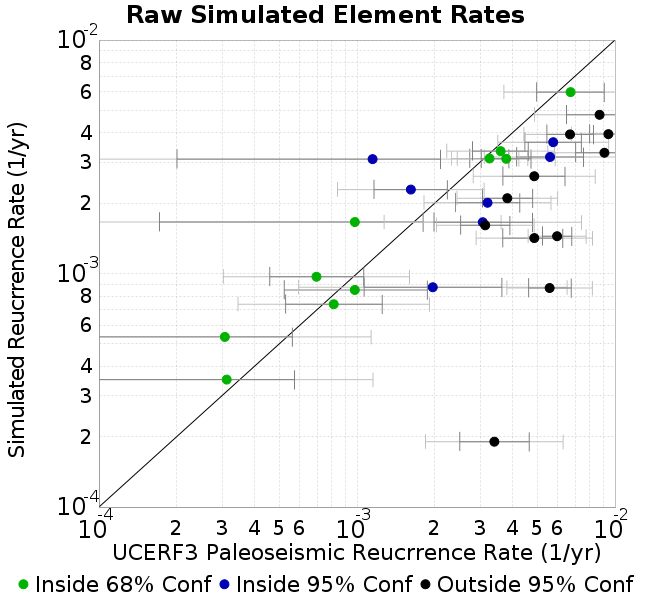 Raw Simulated Element Rates
10-2
8
6
4
3
2
10-3
8
6
4
3
2
10-4
Simulated Reucrrence Rate (1/yr)
10-4 2 3 4 5 6 10-3 2 3 4 5 6 10-2
UCERF3 Paleoseismic Reucrrence Rate (1/yr)
Inside 68% Conf Inside 95% Conf Outside 95% Conf